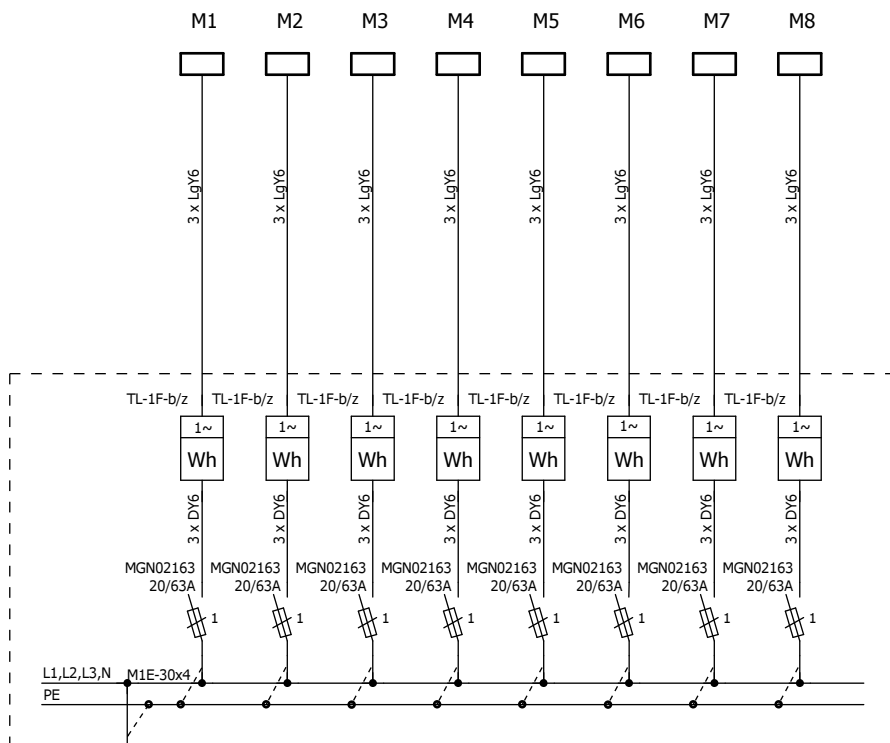 M1 M2 M3 M4 M5 M6 M7 M8
3 x LgY6 3 x LgY6 3 x LgY6 3 x LgY6 3 x LgY6 3 x LgY6 3 x LgY6 3 x LgY6
TL-1F-b/z TL-1F-b/z TL-1F-b/z TL-1F-b/z TL-1F-b/z TL-1F-b/z TL-1F-b/z TL-1F-b/z
1~ 1~ 1~ 1~ 1~ 1~ 1~ 1~
Wh Wh Wh Wh Wh Wh Wh Wh
3 x DY6 3 x DY6 3 x DY6 3 x DY6 3 x DY6 3 x DY6 3 x DY6 3 x DY6
MGN02163 MGN02163 MGN02163 MGN02163 MGN02163 MGN02163 MGN02163 MGN02163
20/63A 20/63A 20/63A 20/63A 20/63A 20/63A 20/63A 20/63A
1 1 1 1 1 1 1 1
L1,L2,L3,N M1E-30x4
PE